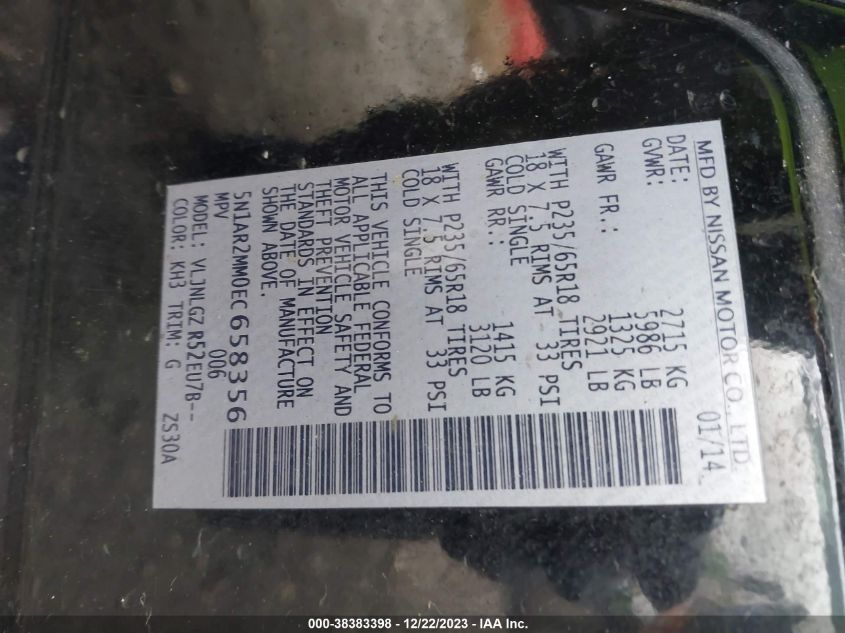 MFD BY NISSAN MOTOR CO., LTD.
DATE: 01/14
GVWR: 2715 KG
5986 LB
GAWR FR.: 1325 KG
2921 LB
WITH P235/65R18 TIRES
18 X 7.5 RIMS AT 33 PSI
COLD SINGLE
GAWR RR.: 1415 KG
3120 LB
WITH P235/65R18 TIRES
18 X 7.5 RIMS AT 33 PSI
COLD SINGLE
THIS VEHICLE CONFORMS TO
ALL APPLICABLE FEDERAL
MOTOR VEHICLE SAFETY AND
THEFT PREVENTION
STANDARDS IN EFFECT ON
THE DATE OF MANUFACTURE
SHOWN ABOVE.
5N1AR2MM0EC658356
MPV 006
MODEL: VLJNLGZ R52EU7B--
COLOR: KH3 TRIM: G ZS30A
000-38383398 - 12/22/2023 - IAA Inc.